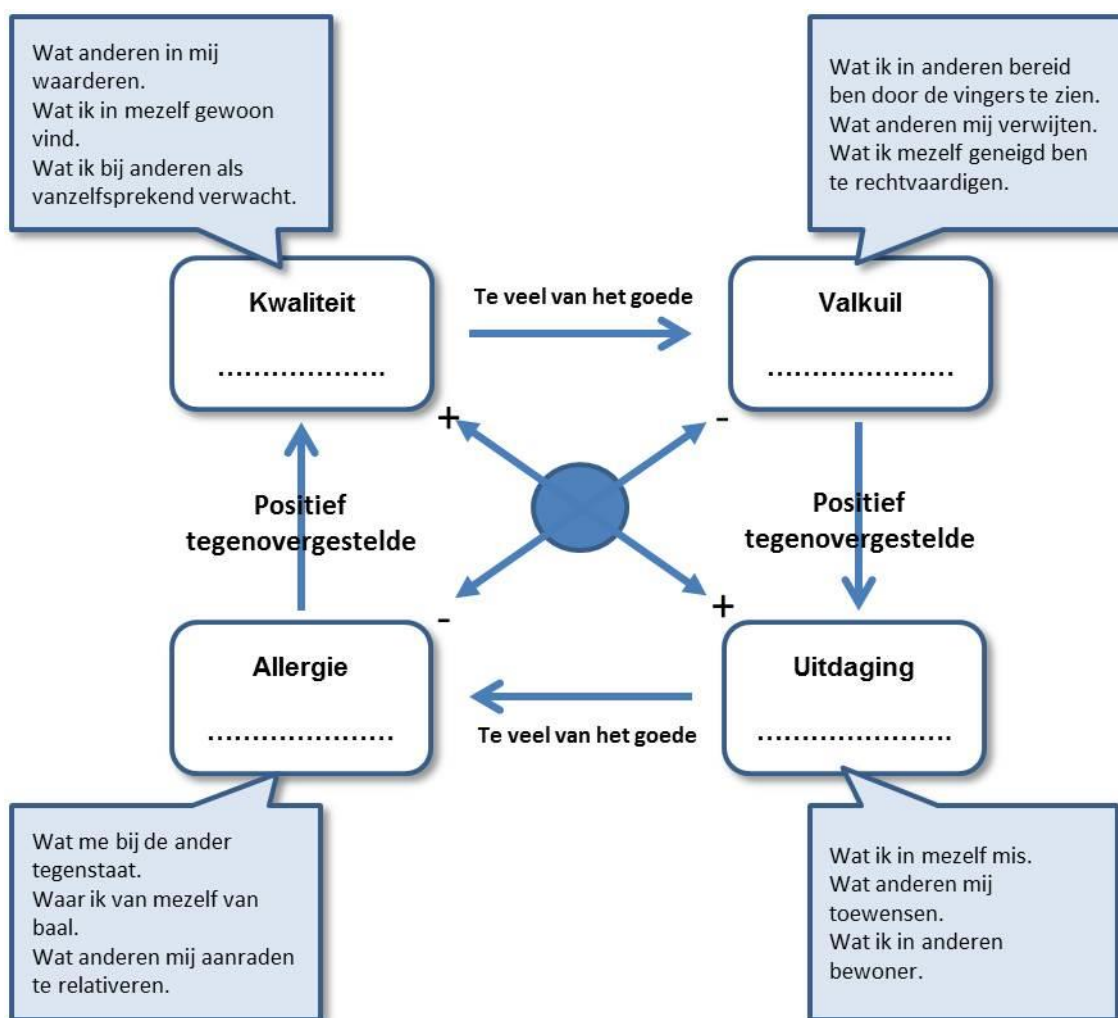 Wat anderen in mij
waarderen.
Wat ik in mezelf gewoon
vind.
Wat ik bij anderen als
vanzelfsprekend verwacht.
Wat ik in anderen bereid
ben door de vingers te zien.
Wat anderen mij verwijten.
Wat ik mezelf geneigd ben
te rechtvaardigen.
Kwaliteit
...................
Te veel van het goede
Valkuil
.....................
+
-
Positief
tegenovergestelde
Positief
tegenovergestelde
-
+
Allergie
.....................
Te veel van het goede
Uitdaging
......................
Wat me bij de ander
tegenstaat.
Waar ik van mezelf van
baal.
Wat anderen mij aanraden
te relativeren.
Wat ik in mezelf mis.
Wat anderen mij
toewensen.
Wat ik in anderen
bewoner.